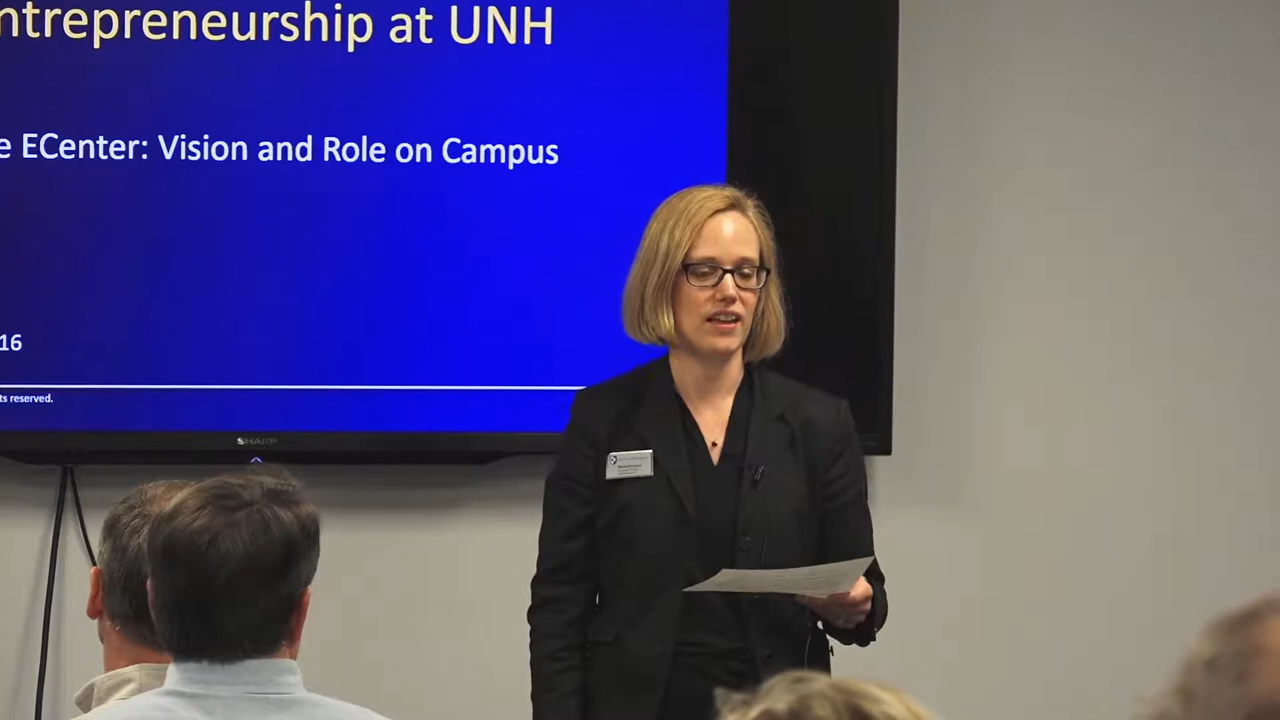 ntrepreneurship at UNH
e ECenter: Vision and Role on Campus
16
ts reserved.
SHARP